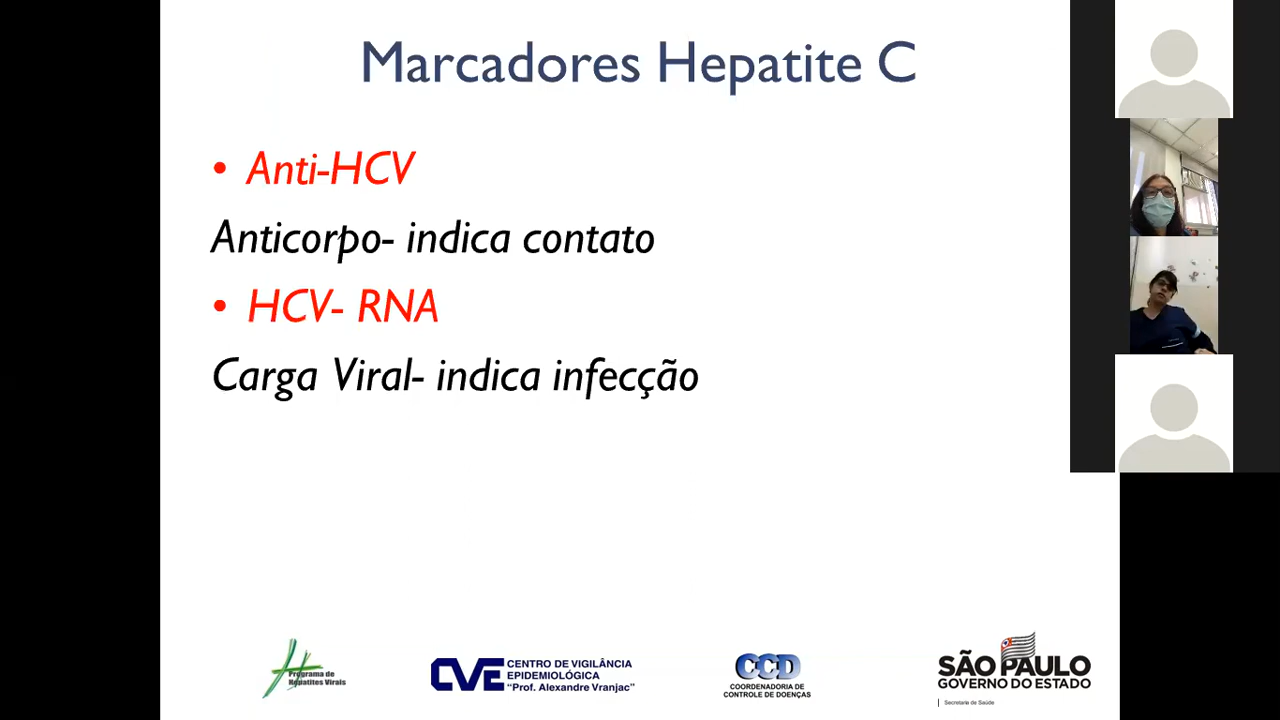 Marcadores Hepatite C
• Anti-HCV
Anticorpo- indica contato
• HCV- RNA
Carga Viral- indica infecção
Programa de
Hepatites Virais
CVE
CENTRO DE VIGILÂNCIA
EPIDEMIOLÓGICA
“Prof. Alexandre Vranjac”
CCD
COORDENADORIA DE
CONTROLE DE DOENÇAS
SÃO PAULO
GOVERNO DO ESTADO
Secretaria de Saúde